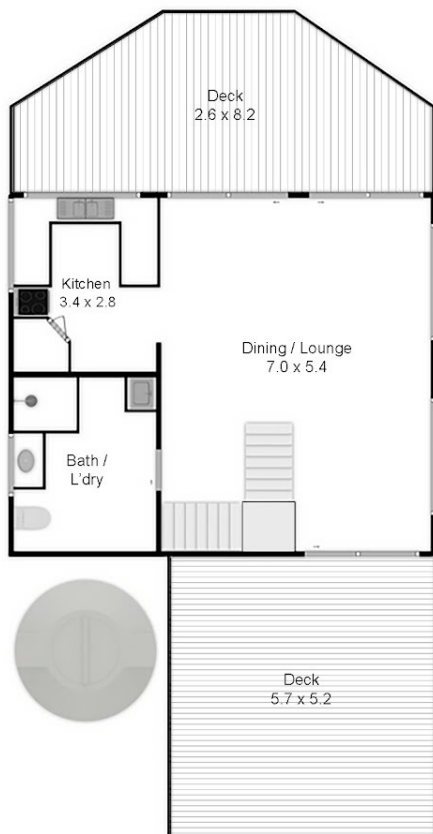 Deck
2.6 x 8.2
Kitchen
3.4 x 2.8
Dining / Lounge
7.0 x 5.4
Bath /
L'dry
Deck
5.7 x 5.2